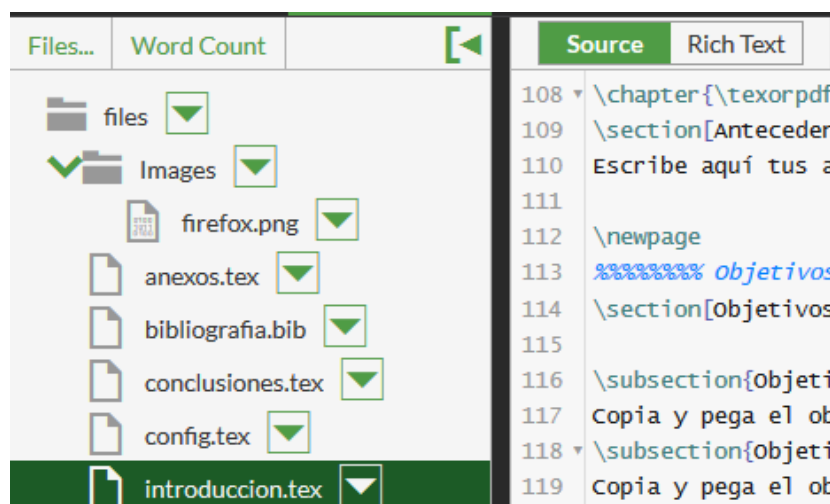 Files...
Word Count
files
Images
firefox.png
anexos.tex
bibliografia.bib
conclusiones.tex
config.tex
introduccion.tex
Source
Rich Text
108 \chapter{\texorpdf
109 \section[Anteceden
110 Escribe aquí tus a
111
112 \newpage
113 %%%%%%%% Objetivos
114 \section[Objetivos
115
116 \subsection{Objeti
117 Copia y pega el ob
118 \subsection{Objeti
119 Copia y pega el ob